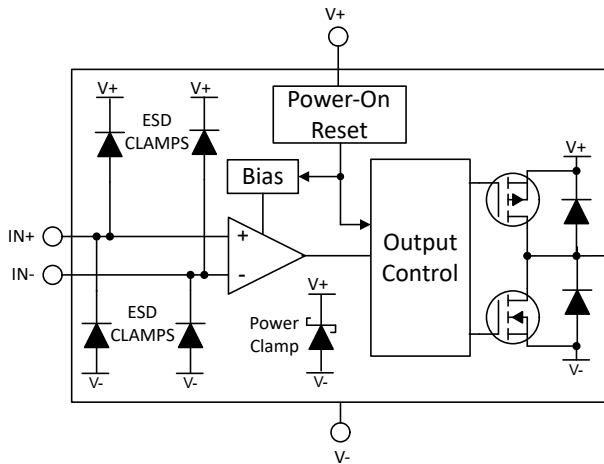 V+
V+
ESD
CLAMPS
V+
Power-On
Reset
V+
Bias
IN+
+
IN-
-
Output
Control
ESD
CLAMPS
V+
Power
Clamp
V-
V-
V-
V-
V-